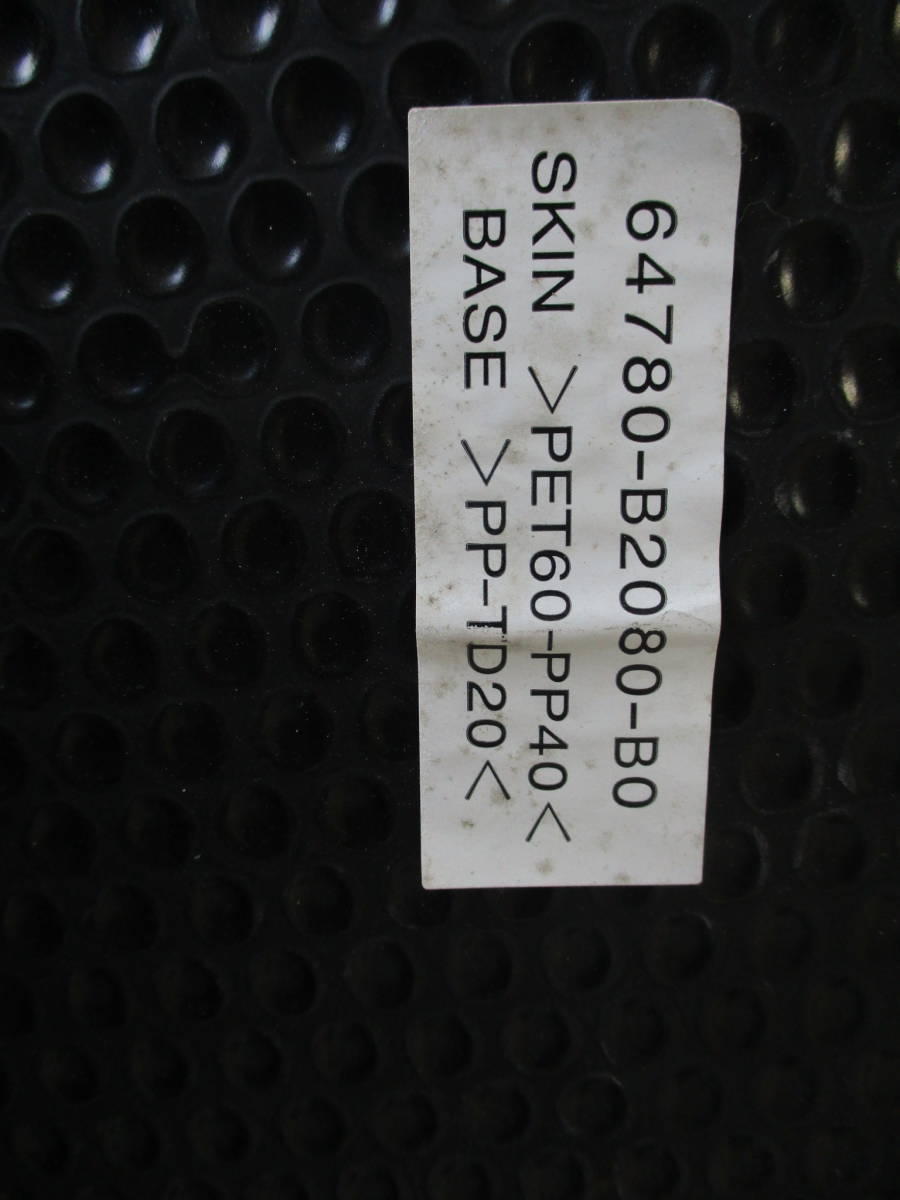 64780-B2080-B0
SKIN >PET60-PP40<
BASE >PP-TD20<